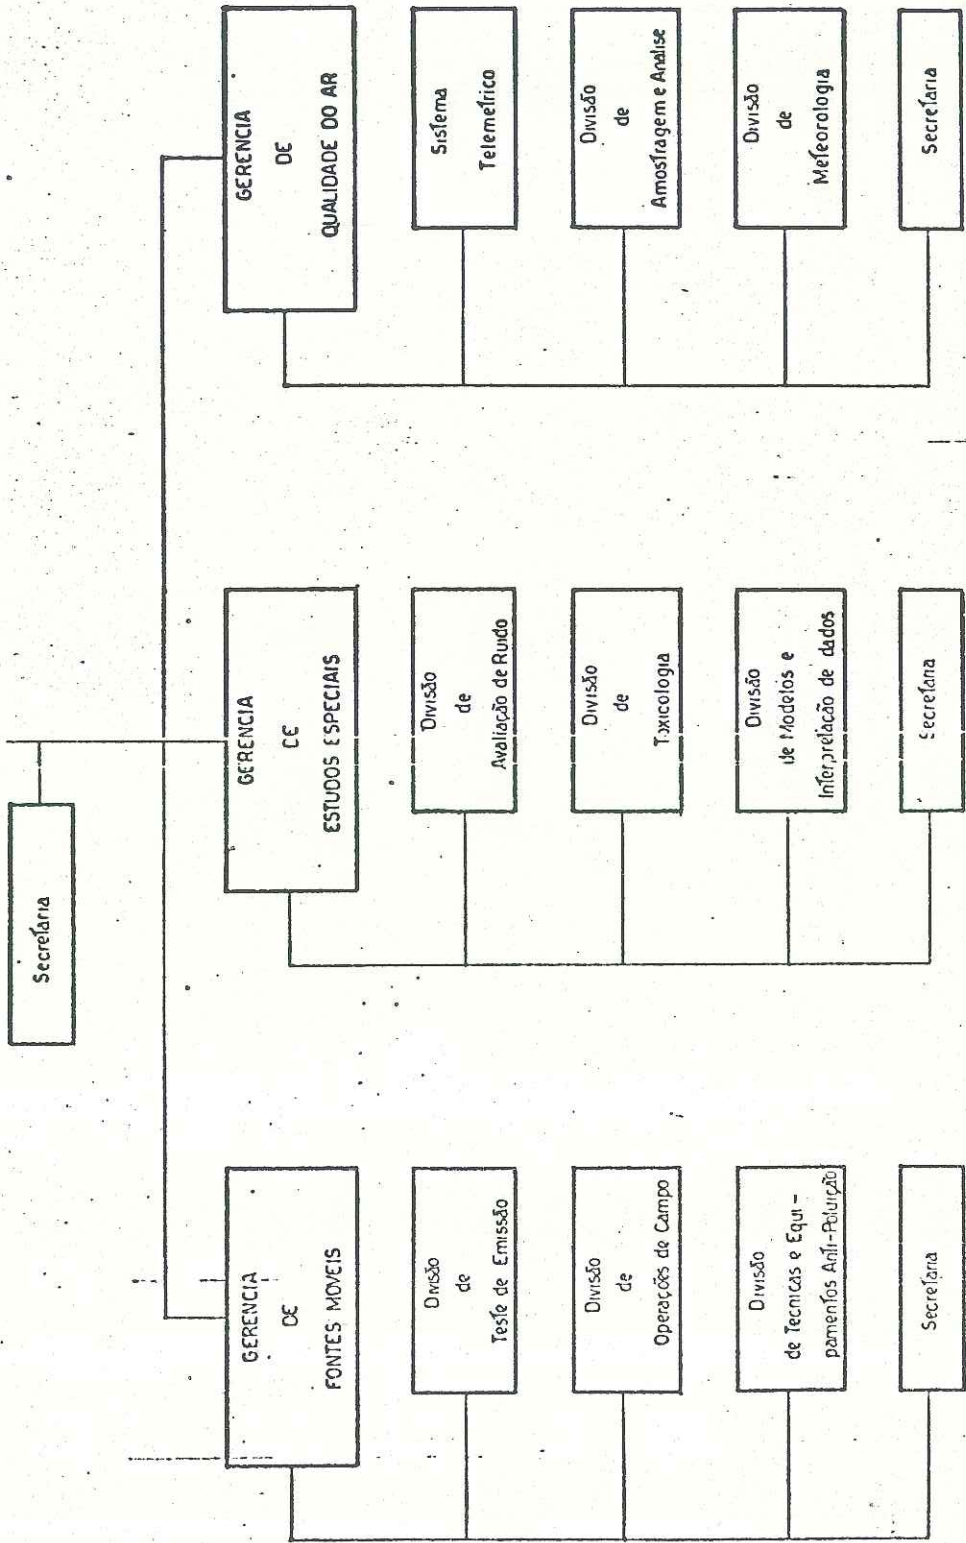 Secretaria
GERENCIA
DE
FONTES MOVEIS
Divisão
de
Teste de Emissão
Divisão
de
Operações de Campo
Divisão
de Tecnicas e Equi -
pamentos Anti-Poluição
Secretaria
GERENCIA
DE
ESTUDOS ESPECIAIS
Divisão
de
Avaliação de Ruido
Divisão
de
Toxicologia
Divisão
de Modelos e
Interpretação de dados
Secretaria
GERENCIA
DE
QUALIDADE DO AR
Sistema
Telemetrico
Divisão
de
Amostragem e Analise
Divisão
de
Meteorologia
Secretaria